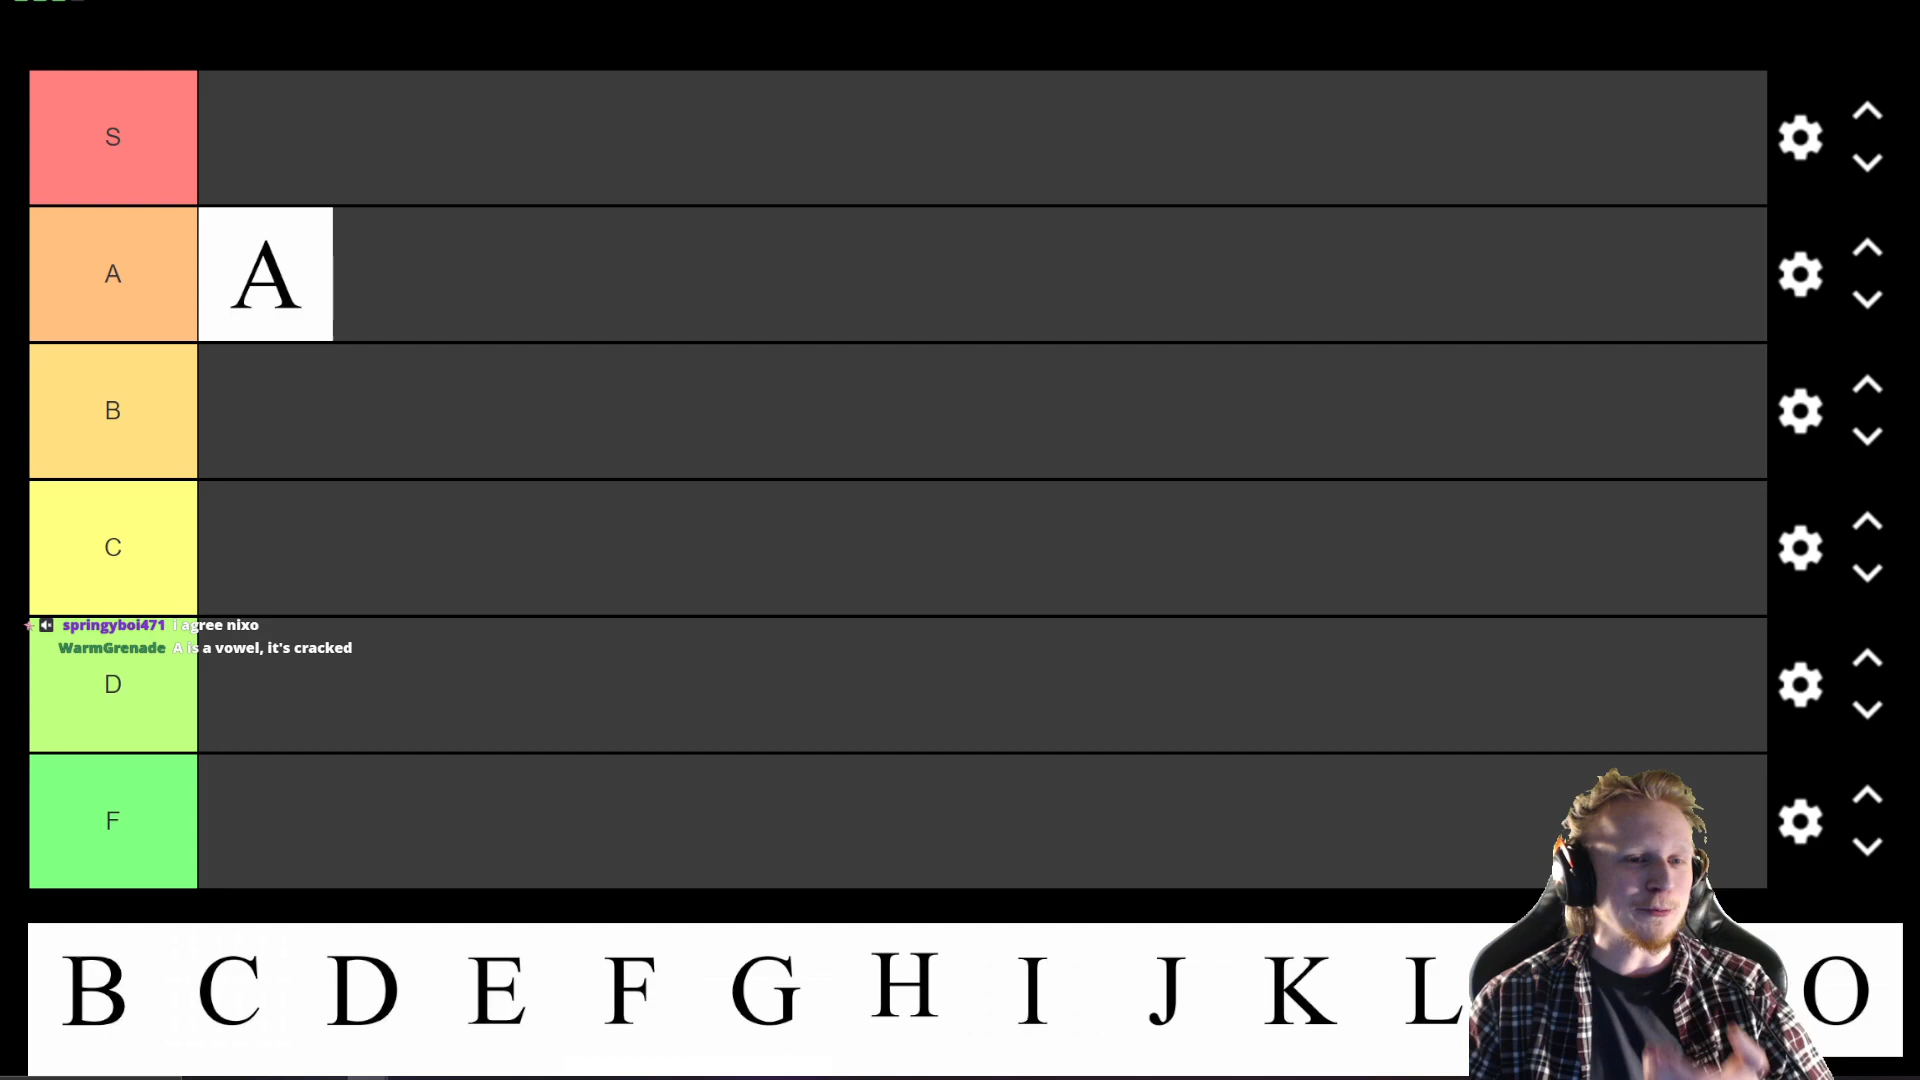 S
A
A
B
C
springyboi471 i agree nixo
WarmGrenade A is a vowel, it's cracked
D
F
B C D E F G H I J K L O